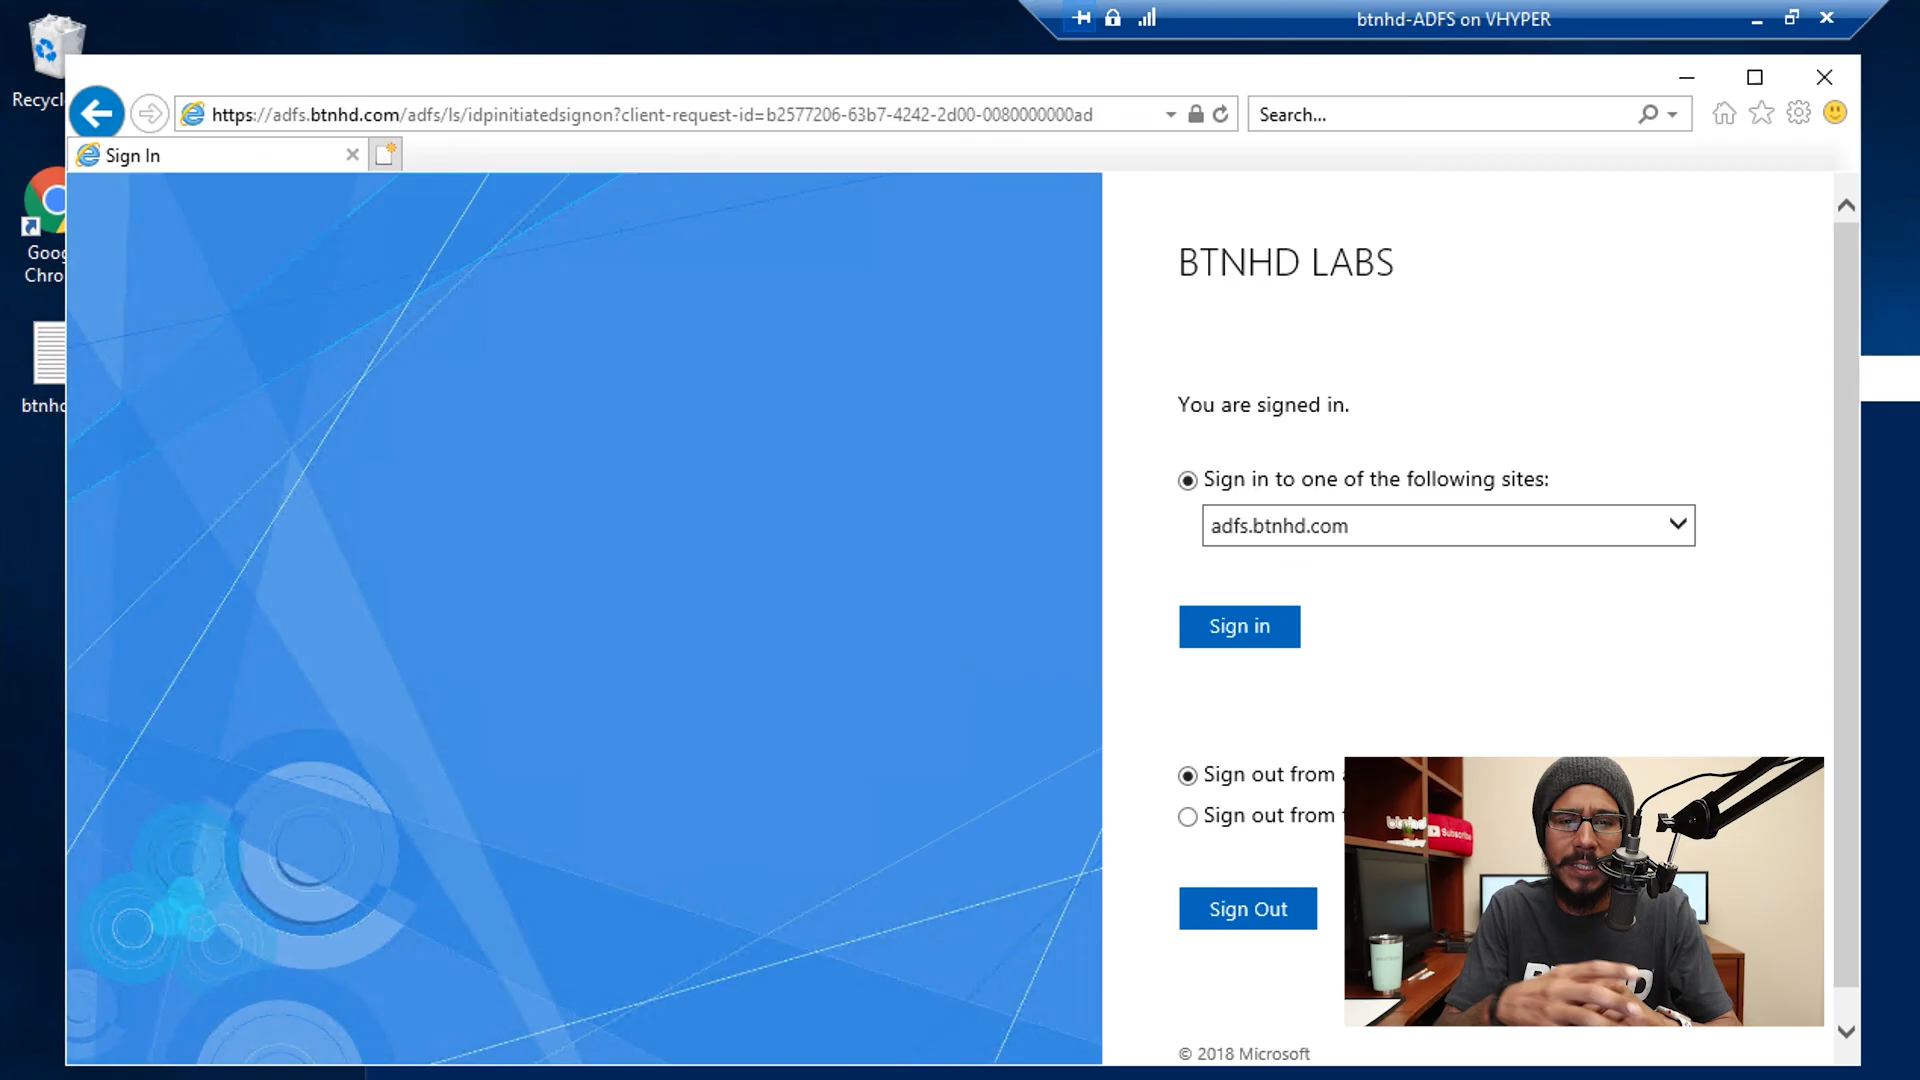 btnhd-ADFS on VHYPER
Recycl
https://adfs.btnhd.com/adfs/ls/idpinitiatedsignon?client-request-id=b2577206-63b7-4242-2d00-0080000000ad
Search...
Sign In
Goog
Chro
btnhd
BTNHD LABS
You are signed in.
Sign in to one of the following sites:
adfs.btnhd.com
Sign in
Sign out from
Sign out from
Sign Out
btnhd
Subscribe
© 2018 Microsoft